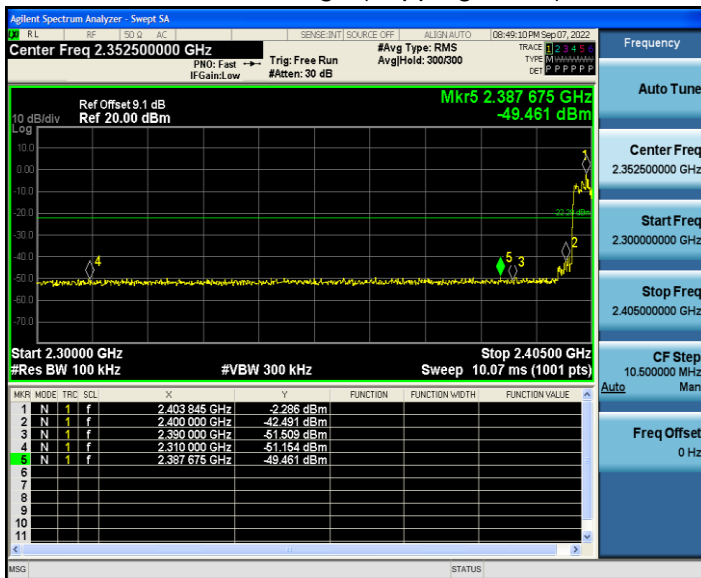 Agilent Spectrum Analyzer - Swept SA
RL RF 50 Ω AC SENSE:INT SOURCE OFF ALIGN AUTO 08:49:10 PM Sep 07, 2022
Center Freq 2.352500000 GHz #Avg Type: RMS TRACE 1 2 3 4 5 6
PNO: Fast Trig: Free Run Avg|Hold: 300/300 TYPE M
IFGain:Low #Atten: 30 dB DET P P P P P P
Frequency
Mkr5 2.387 675 GHz
-49.461 dBm
Ref Offset 9.1 dB
10 dB/div Ref 20.00 dBm
Log
10.0
0.00
-10.0
-20.0
-30.0
-40.0
-50.0
-60.0
-70.0
1
2
5 3
4
Start 2.30000 GHz Stop 2.40500 GHz
#Res BW 100 kHz #VBW 300 kHz Sweep 10.07 ms (1001 pts)
MKR MODE TRC SCL X Y FUNCTION FUNCTION WIDTH FUNCTION VALUE
1 N 1 f 2.403 845 GHz -2.286 dBm
2 N 1 f 2.400 000 GHz -42.491 dBm
3 N 1 f 2.390 000 GHz -51.509 dBm
4 N 1 f 2.310 000 GHz -51.154 dBm
5 N 1 f 2.387 675 GHz -49.461 dBm
6
7
8
9
10
11
MSG STATUS
Auto Tune
Center Freq
2.352500000 GHz
Start Freq
2.300000000 GHz
Stop Freq
2.405000000 GHz
CF Step
10.500000 MHz
Auto Man
Freq Offset
0 Hz